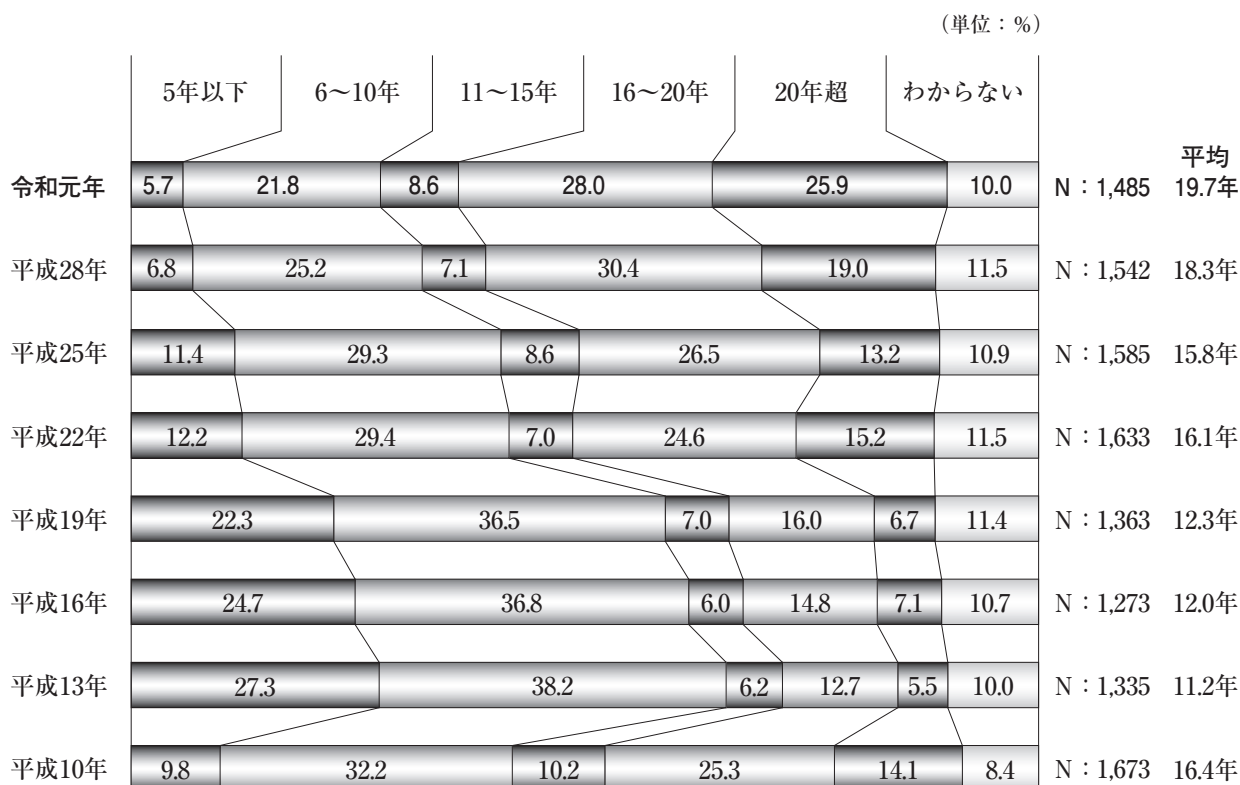 (単位：%)
5年以下 6～10年 11～15年 16～20年 20年超 わからない
平均
令和元年 5.7 21.8 8.6 28.0 25.9 10.0 N：1,485 19.7年
平成28年 6.8 25.2 7.1 30.4 19.0 11.5 N：1,542 18.3年
平成25年 11.4 29.3 8.6 26.5 13.2 10.9 N：1,585 15.8年
平成22年 12.2 29.4 7.0 24.6 15.2 11.5 N：1,633 16.1年
平成19年 22.3 36.5 7.0 16.0 6.7 11.4 N：1,363 12.3年
平成16年 24.7 36.8 6.0 14.8 7.1 10.7 N：1,273 12.0年
平成13年 27.3 38.2 6.2 12.7 5.5 10.0 N：1,335 11.2年
平成10年 9.8 32.2 10.2 25.3 14.1 8.4 N：1,673 16.4年